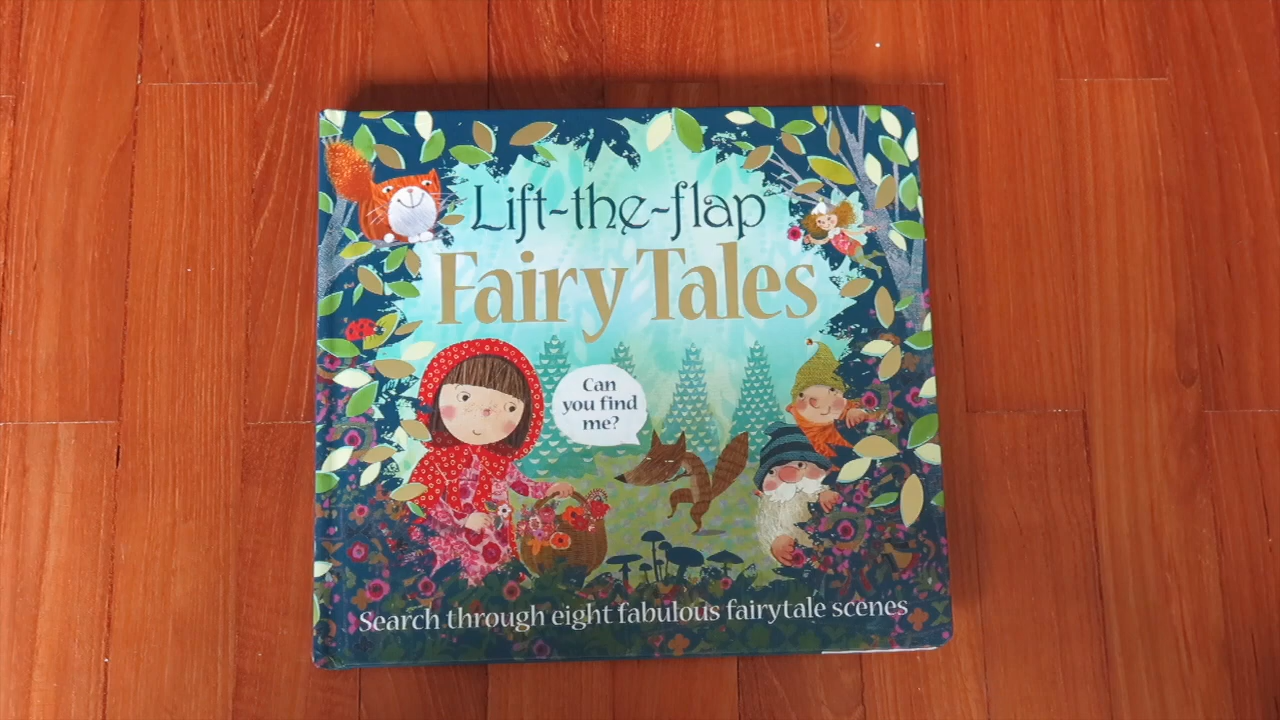 Lift-the-flap
Fairy Tales
Can
you find
me?
Search through eight fabulous fairytale scenes